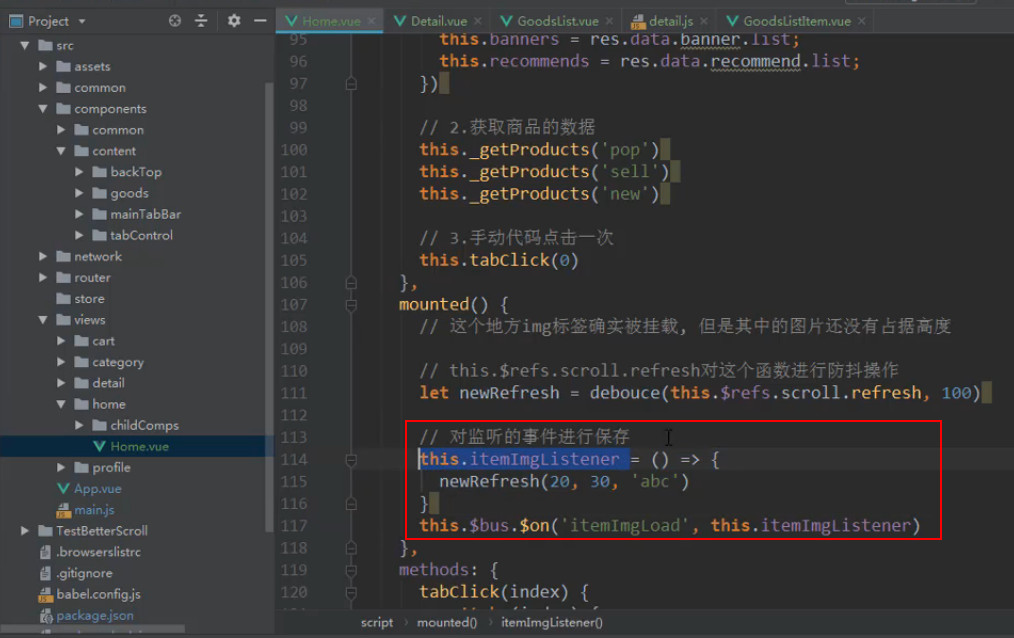 Project
Home.vue
Detail.vue
GoodsList.vue
detail.js
GoodsListItem.vue
src
assets
common
components
common
content
backTop
goods
mainTabBar
tabControl
network
router
store
views
cart
category
detail
home
childComps
Home.vue
profile
App.vue
main.js
TestBetterScroll
.browserslistrc
.gitignore
babel.config.js
package.json
95 this.banners = res.data.banner.list;
96 this.recommends = res.data.recommend.list;
97 })
98
99 // 2.获取商品的数据
100 this._getProducts('pop')
101 this._getProducts('sell')
102 this._getProducts('new')
103
104 // 3.手动代码点击一次
105 this.tabClick(0)
106 },
107 mounted() {
108 // 这个地方img标签确实被挂载, 但是其中的图片还没有占据高度
109
110 // this.$refs.scroll.refresh对这个函数进行防抖操作
111 let newRefresh = debouce(this.$refs.scroll.refresh, 100)
112
113 // 对监听的事件进行保存
114 this.itemImgListener = () => {
115 newRefresh(20, 30, 'abc')
116 }
117 this.$bus.$on('itemImgLoad', this.itemImgListener)
118 },
119 methods: {
120 tabClick(index) {
script › mounted() › itemImgListener()